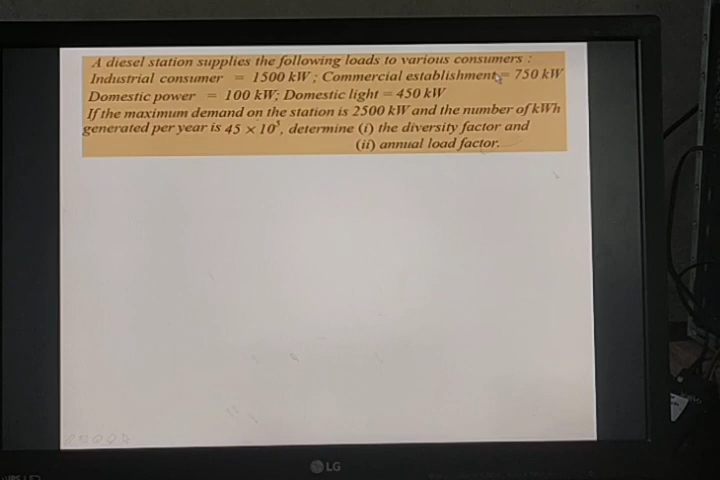 A diesel station supplies the following loads to various consumers :
Industrial consumer = 1500 kW ; Commercial establishment = 750 kW
Domestic power = 100 kW; Domestic light = 450 kW
If the maximum demand on the station is 2500 kW and the number of kWh
generated per year is 45 × 10⁵, determine (i) the diversity factor and
(ii) annual load factor.
LG